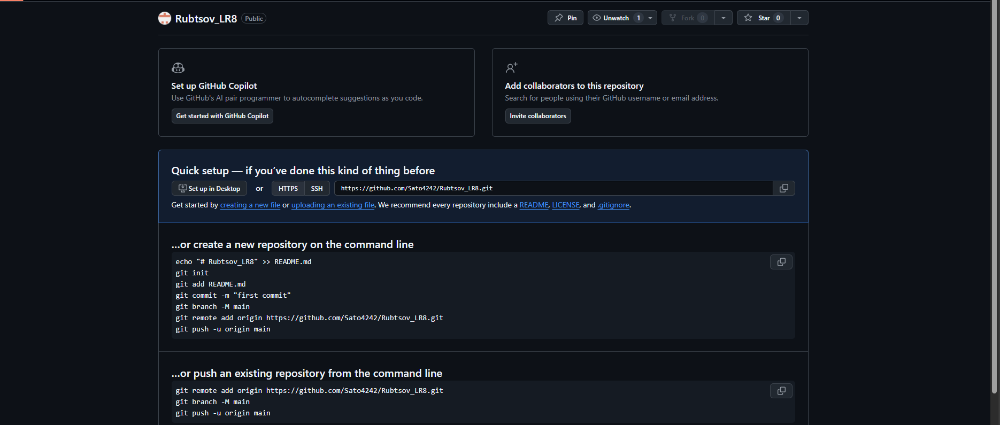 Rubtsov_LR8 Public
Pin Unwatch 1 Fork 0 Star 0
Set up GitHub Copilot
Use GitHub's AI pair programmer to autocomplete suggestions as you code.
Get started with GitHub Copilot
Add collaborators to this repository
Search for people using their GitHub username or email address.
Invite collaborators
Quick setup — if you’ve done this kind of thing before
Set up in Desktop or HTTPS SSH https://github.com/Sato4242/Rubtsov_LR8.git
Get started by creating a new file or uploading an existing file. We recommend every repository include a README, LICENSE, and .gitignore.
…or create a new repository on the command line
echo "# Rubtsov_LR8" >> README.md
git init
git add README.md
git commit -m "first commit"
git branch -M main
git remote add origin https://github.com/Sato4242/Rubtsov_LR8.git
git push -u origin main
…or push an existing repository from the command line
git remote add origin https://github.com/Sato4242/Rubtsov_LR8.git
git branch -M main
git push -u origin main